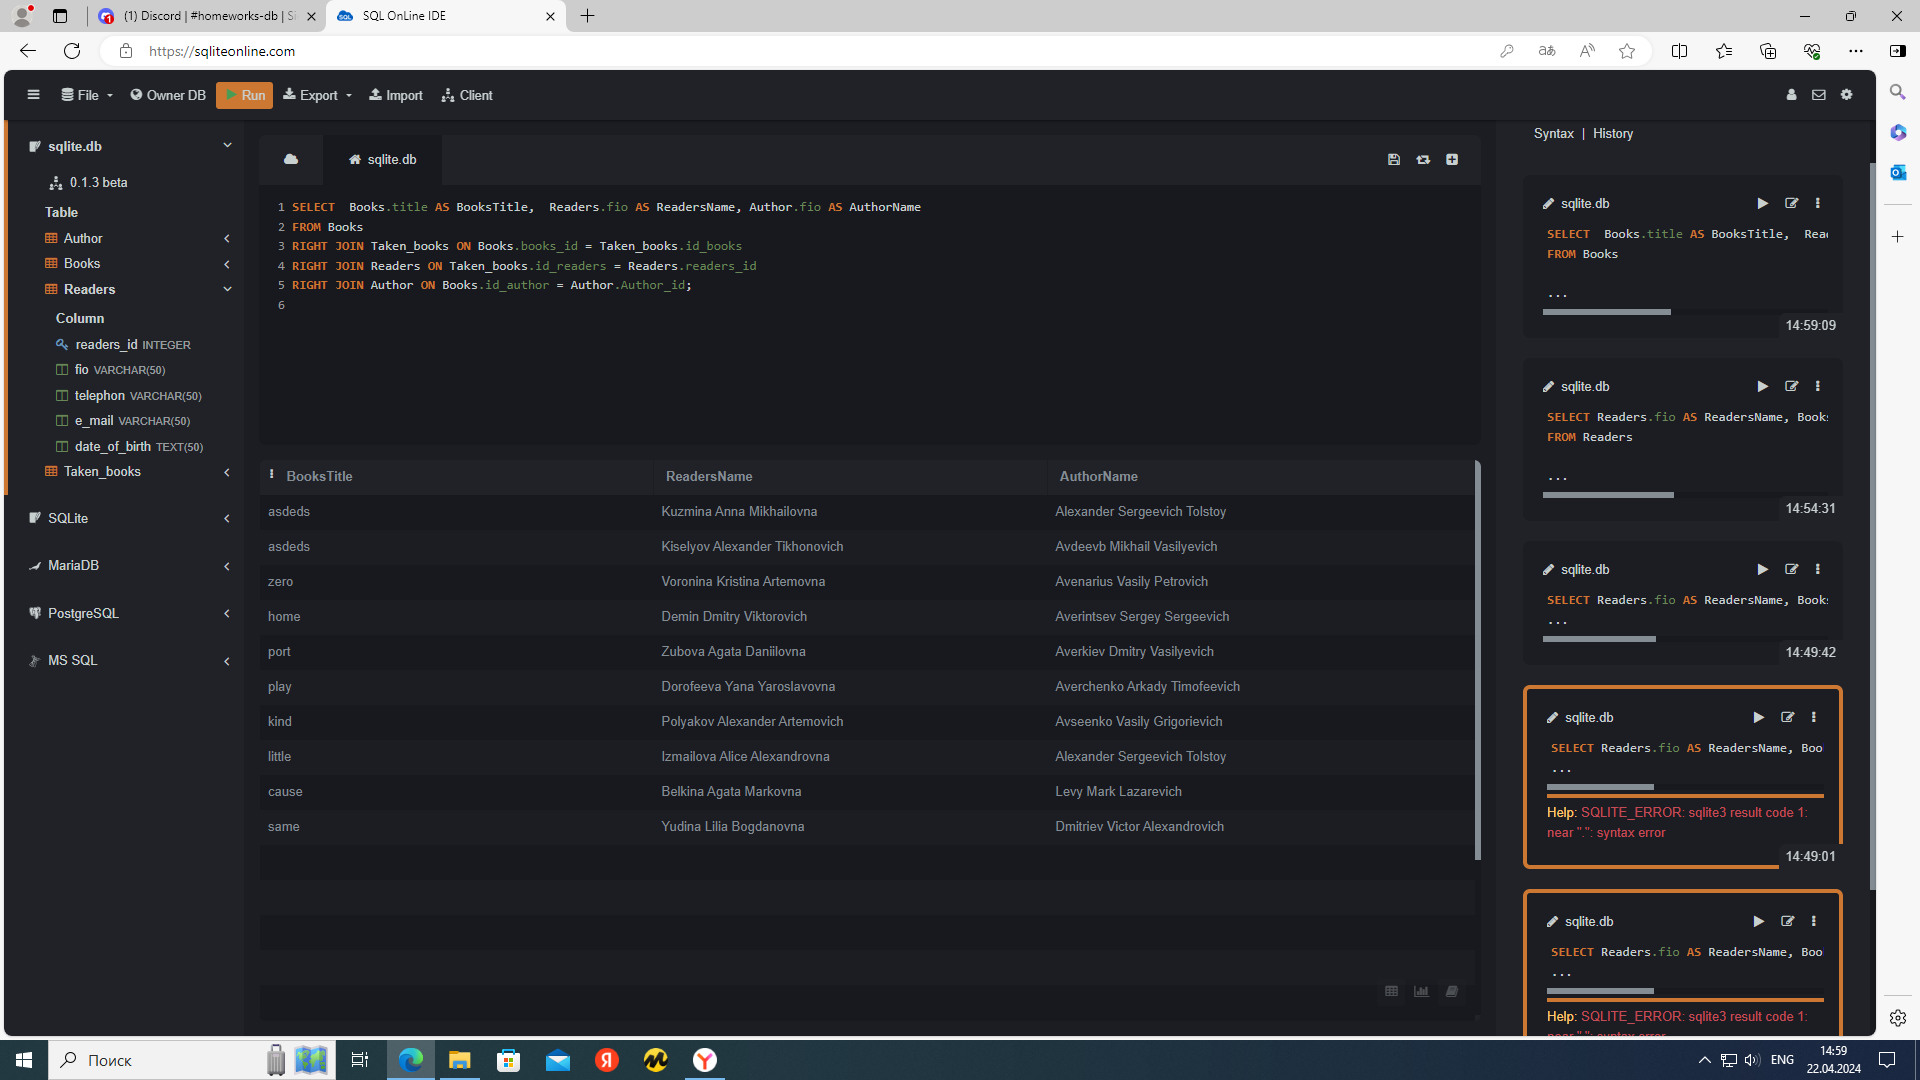 (1) Discord | #homeworks-db | Si
SQL OnLine IDE
https://sqliteonline.com
File
Owner DB
Run
Export
Import
Client
sqlite.db
0.1.3 beta
Table
Author
Books
Readers
Column
readers_id INTEGER
fio VARCHAR(50)
telephon VARCHAR(50)
e_mail VARCHAR(50)
date_of_birth TEXT(50)
Taken_books
SQLite
MariaDB
PostgreSQL
MS SQL
sqlite.db
1 SELECT  Books.title AS BooksTitle,  Readers.fio AS ReadersName, Author.fio AS AuthorName
2 FROM Books
3 RIGHT JOIN Taken_books ON Books.books_id = Taken_books.id_books
4 RIGHT JOIN Readers ON Taken_books.id_readers = Readers.readers_id
5 RIGHT JOIN Author ON Books.id_author = Author.Author_id;
6
BooksTitle ReadersName AuthorName
asdeds Kuzmina Anna Mikhailovna Alexander Sergeevich Tolstoy
asdeds Kiselyov Alexander Tikhonovich Avdeevb Mikhail Vasilyevich
zero Voronina Kristina Artemovna Avenarius Vasily Petrovich
home Demin Dmitry Viktorovich Averintsev Sergey Sergeevich
port Zubova Agata Daniilovna Averkiev Dmitry Vasilyevich
play Dorofeeva Yana Yaroslavovna Averchenko Arkady Timofeevich
kind Polyakov Alexander Artemovich Avseenko Vasily Grigorievich
little Izmailova Alice Alexandrovna Alexander Sergeevich Tolstoy
cause Belkina Agata Markovna Levy Mark Lazarevich
same Yudina Lilia Bogdanovna Dmitriev Victor Alexandrovich
Syntax | History
sqlite.db
SELECT  Books.title AS BooksTitle,  Read
FROM Books
...
14:59:09
sqlite.db
SELECT Readers.fio AS ReadersName, Books
FROM Readers
...
14:54:31
sqlite.db
SELECT Readers.fio AS ReadersName, Books
...
14:49:42
sqlite.db
SELECT Readers.fio AS ReadersName, Boo
...
Help: SQLITE_ERROR: sqlite3 result code 1:
near ".": syntax error
14:49:01
sqlite.db
SELECT Readers.fio AS ReadersName, Boo
...
Help: SQLITE_ERROR: sqlite3 result code 1:
near ".": syntax error
Поиск
ENG
14:59
22.04.2024